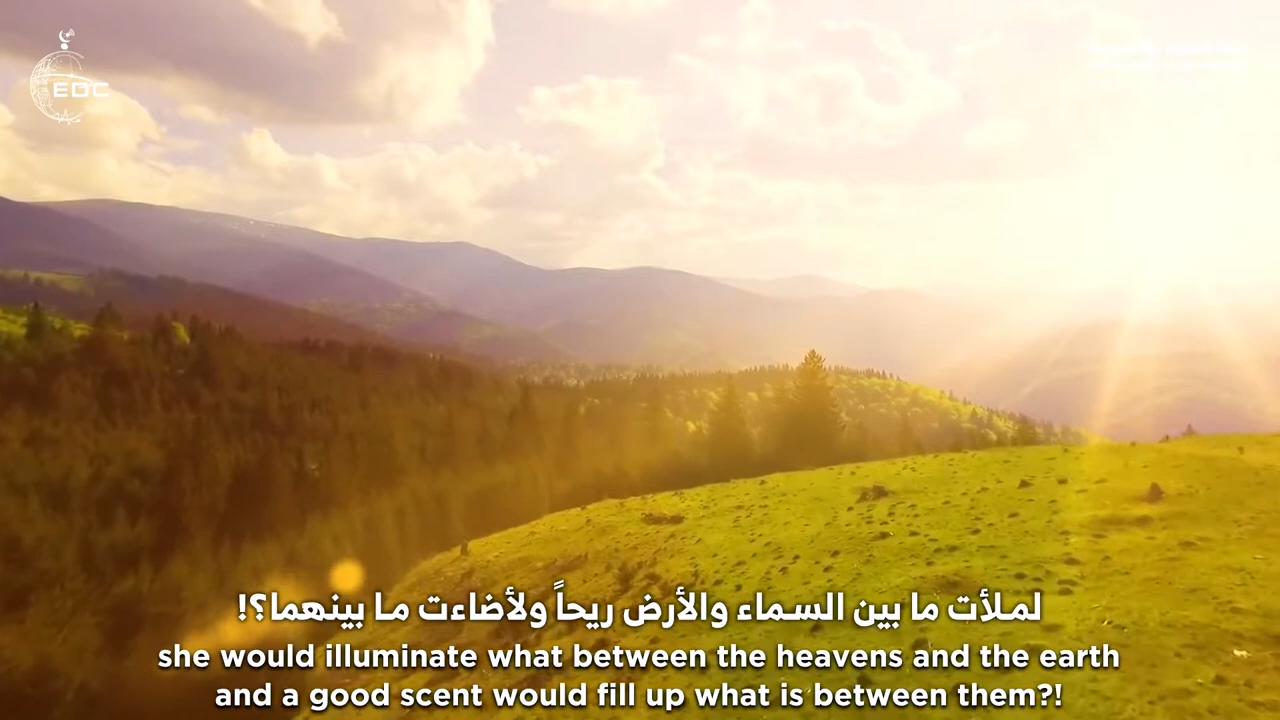 EDC
لملأت ما بين السماء والأرض ريحاً ولأضاءت ما بينهما؟!
she would illuminate what between the heavens and the earth
and a good scent would fill up what is between them?!